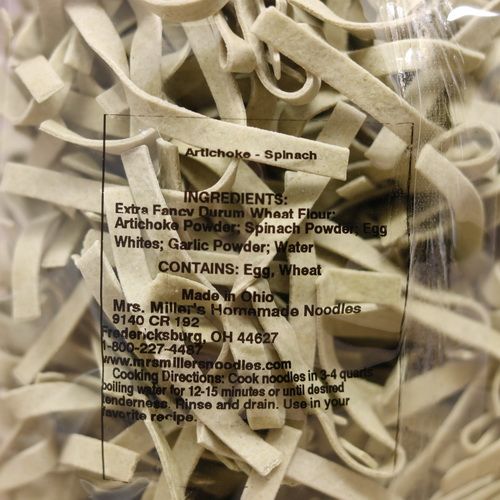 Artichoke - Spinach
INGREDIENTS:
Extra Fancy Durum Wheat Flour;
Artichoke Powder; Spinach Powder; Egg
Whites; Garlic Powder; Water
CONTAINS: Egg, Wheat
Made in Ohio
Mrs. Miller's Homemade Noodles
9140 CR 192
Fredericksburg, OH 44627
1-800-227-4487
www.mrsmillersnoodles.com
Cooking Directions: Cook noodles in 3-4 quarts
boiling water for 12-15 minutes or until desired
tenderness. Rinse and drain. Use in your
favorite recipe.